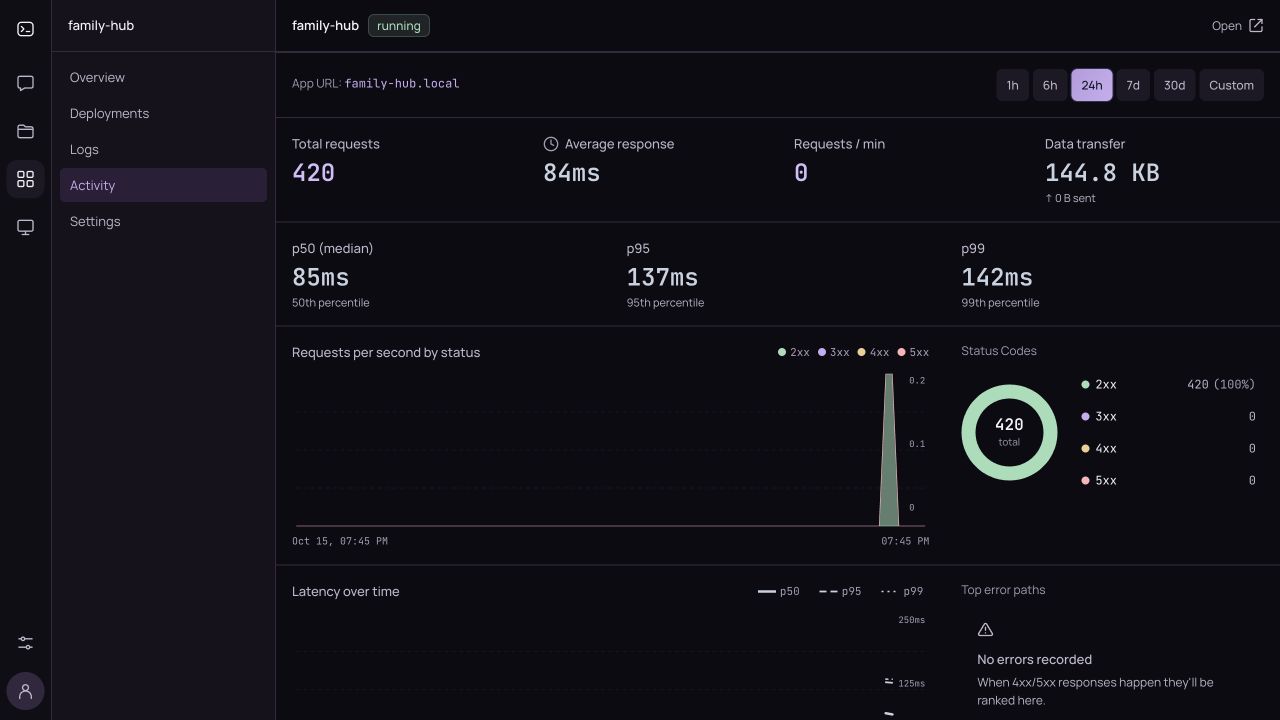 family-hub
Overview
Deployments
Logs
Activity
Settings
family-hub running Open
App URL: family-hub.local
1h 6h 24h 7d 30d Custom
Total requests
420
Average response
84ms
Requests / min
0
Data transfer
144.8 KB
↑ 0 B sent
p50 (median)
85ms
50th percentile
p95
137ms
95th percentile
p99
142ms
99th percentile
Requests per second by status
2xx 3xx 4xx 5xx
0.2
0.1
0
Oct 15, 07:45 PM 07:45 PM
Status Codes
420
total
2xx 420 (100%)
3xx 0
4xx 0
5xx 0
Latency over time
p50 p95 p99
250ms
125ms
Top error paths
No errors recorded
When 4xx/5xx responses happen they'll be
ranked here.